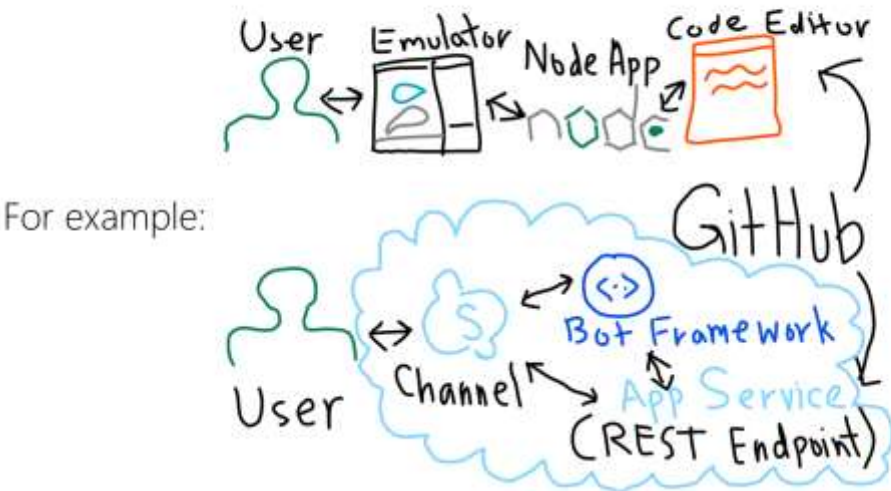 User
Emulator
Node App
Code Editor
node
For example:
GitHub
S
<·>
Bot Framework
Channel
App Service
User
(REST Endpoint)